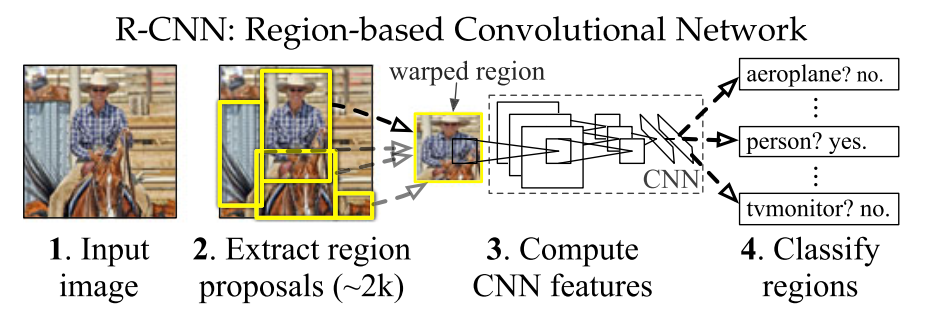 R-CNN: Region-based Convolutional Network
warped region
aeroplane? no.
⋮
person? yes.
⋮
tvmonitor? no.
CNN
1. Input
image
2. Extract region
proposals (~2k)
3. Compute
CNN features
4. Classify
regions